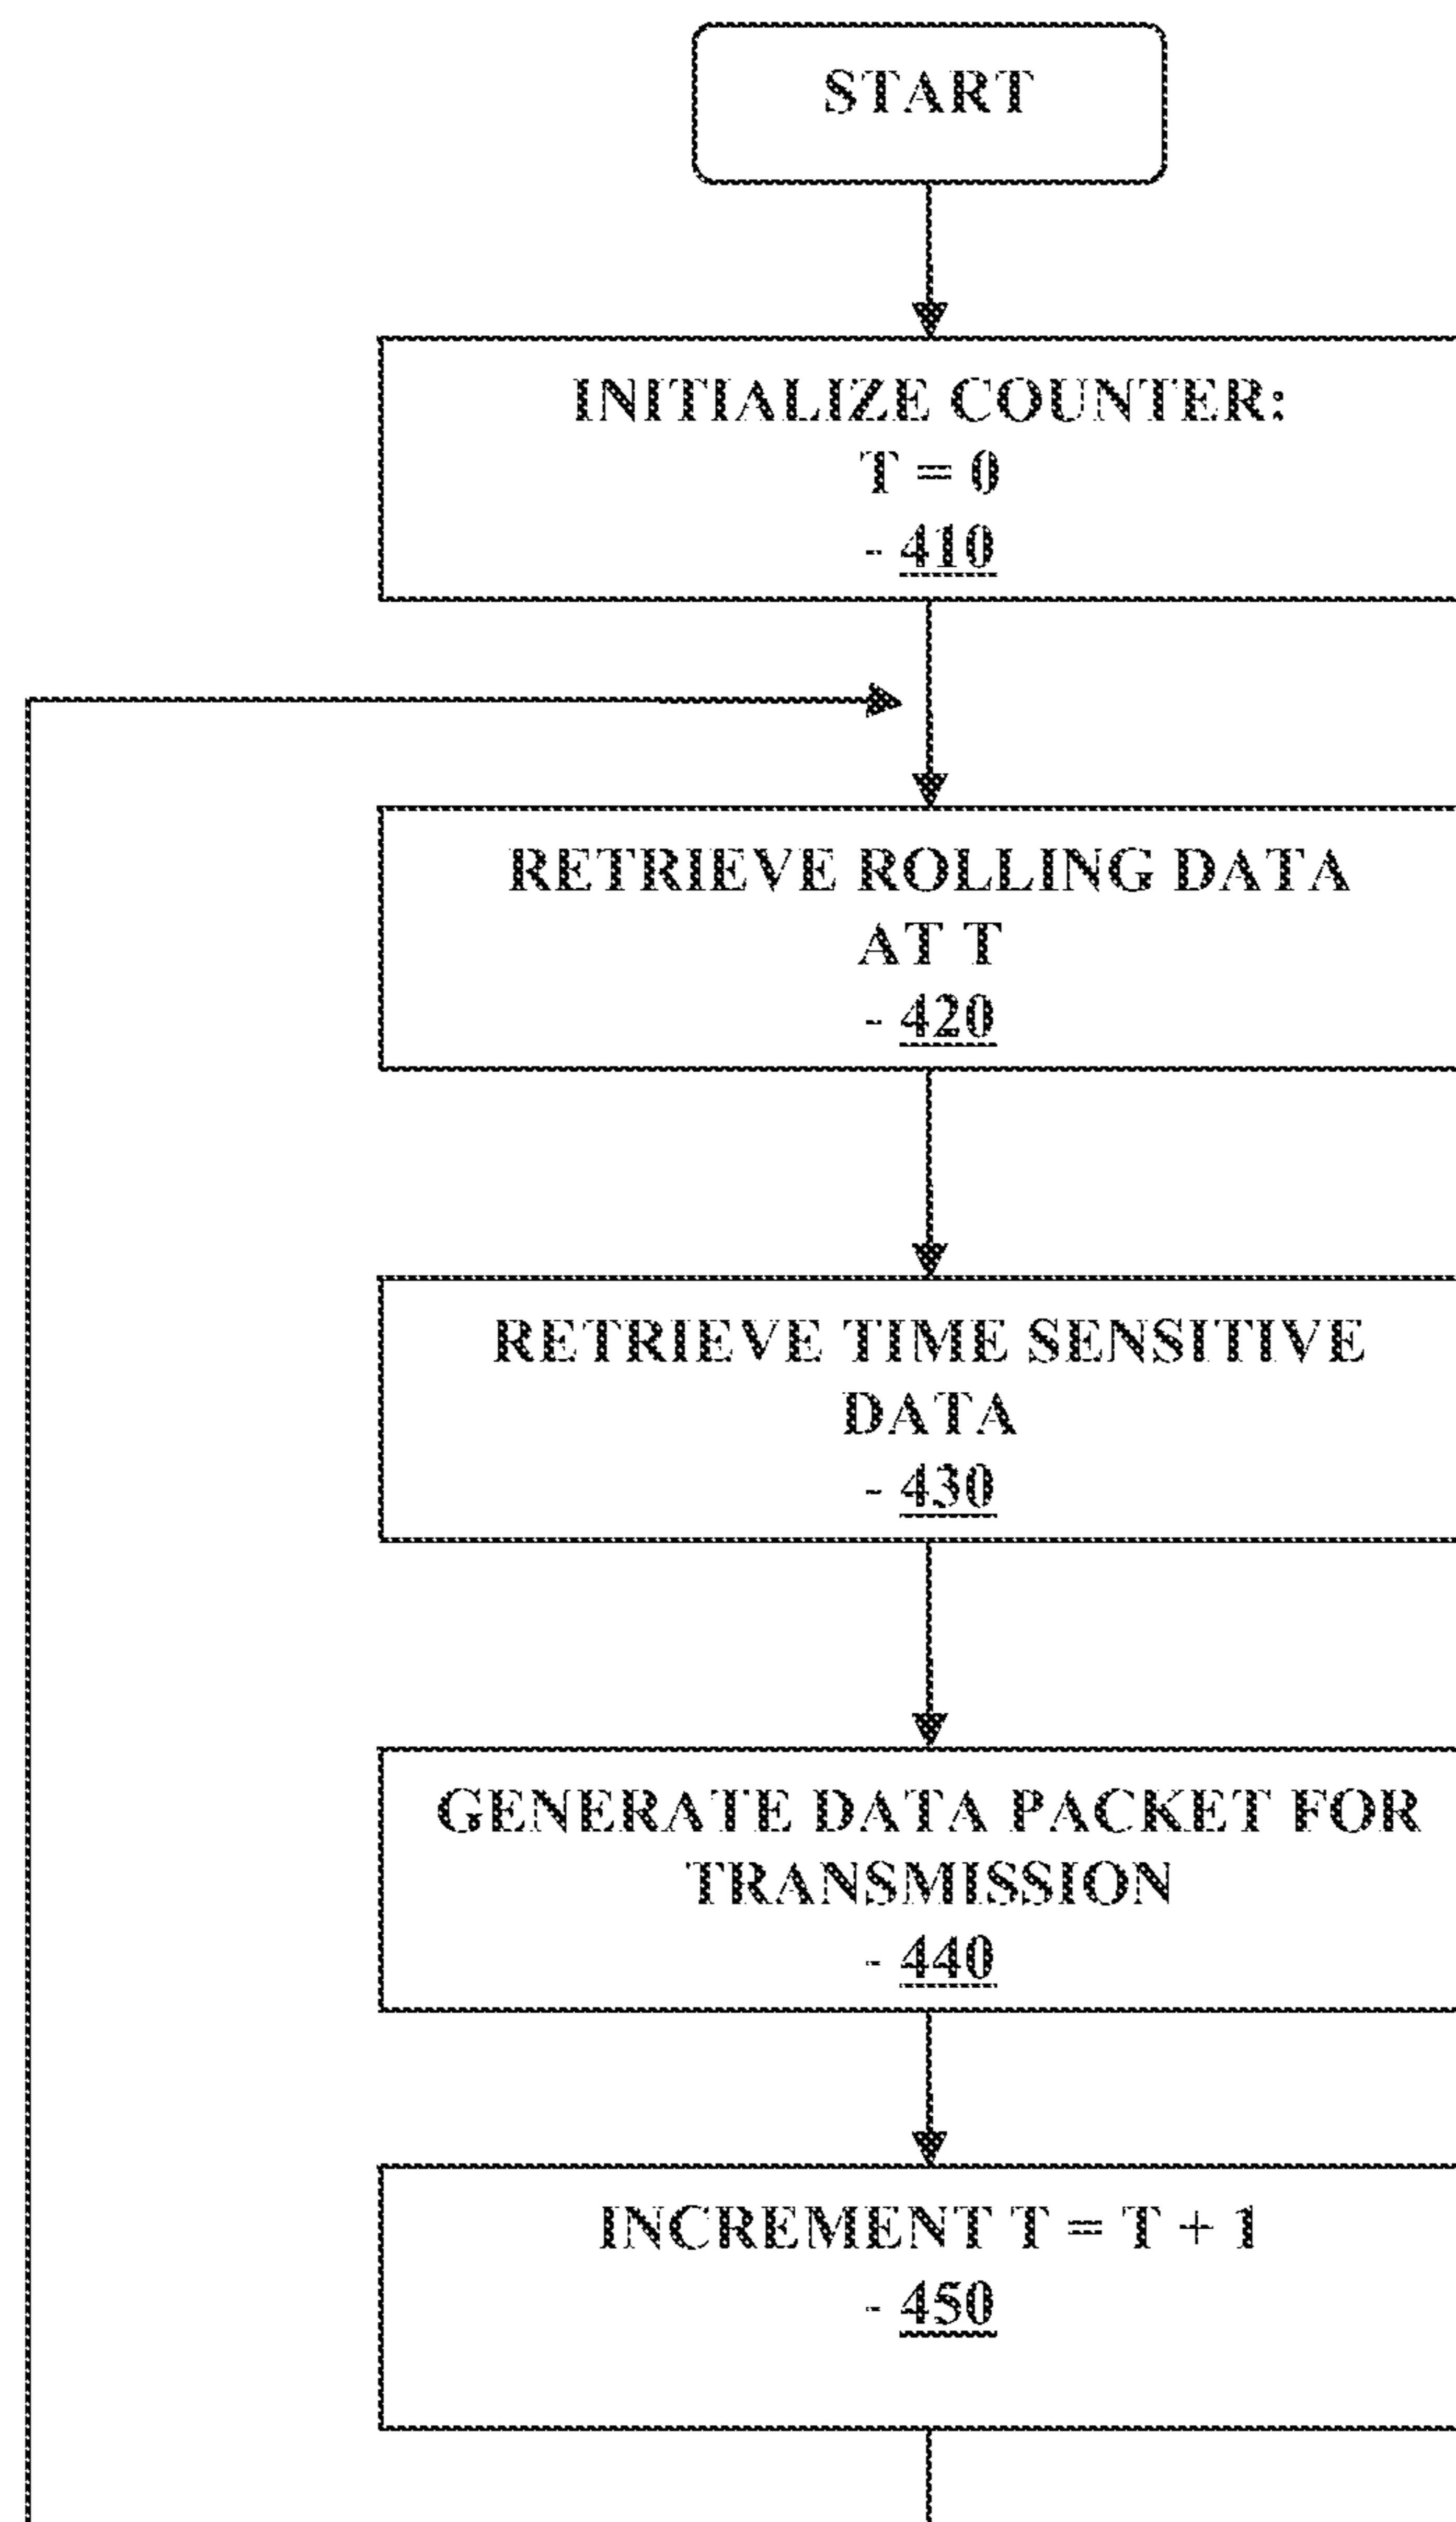 START
INITIALIZE COUNTER:
T = 0
- 410
RETRIEVE ROLLING DATA
AT T
- 420
RETRIEVE TIME SENSITIVE
DATA
- 430
GENERATE DATA PACKET FOR
TRANSMISSION
- 440
INCREMENT T = T + 1
- 450